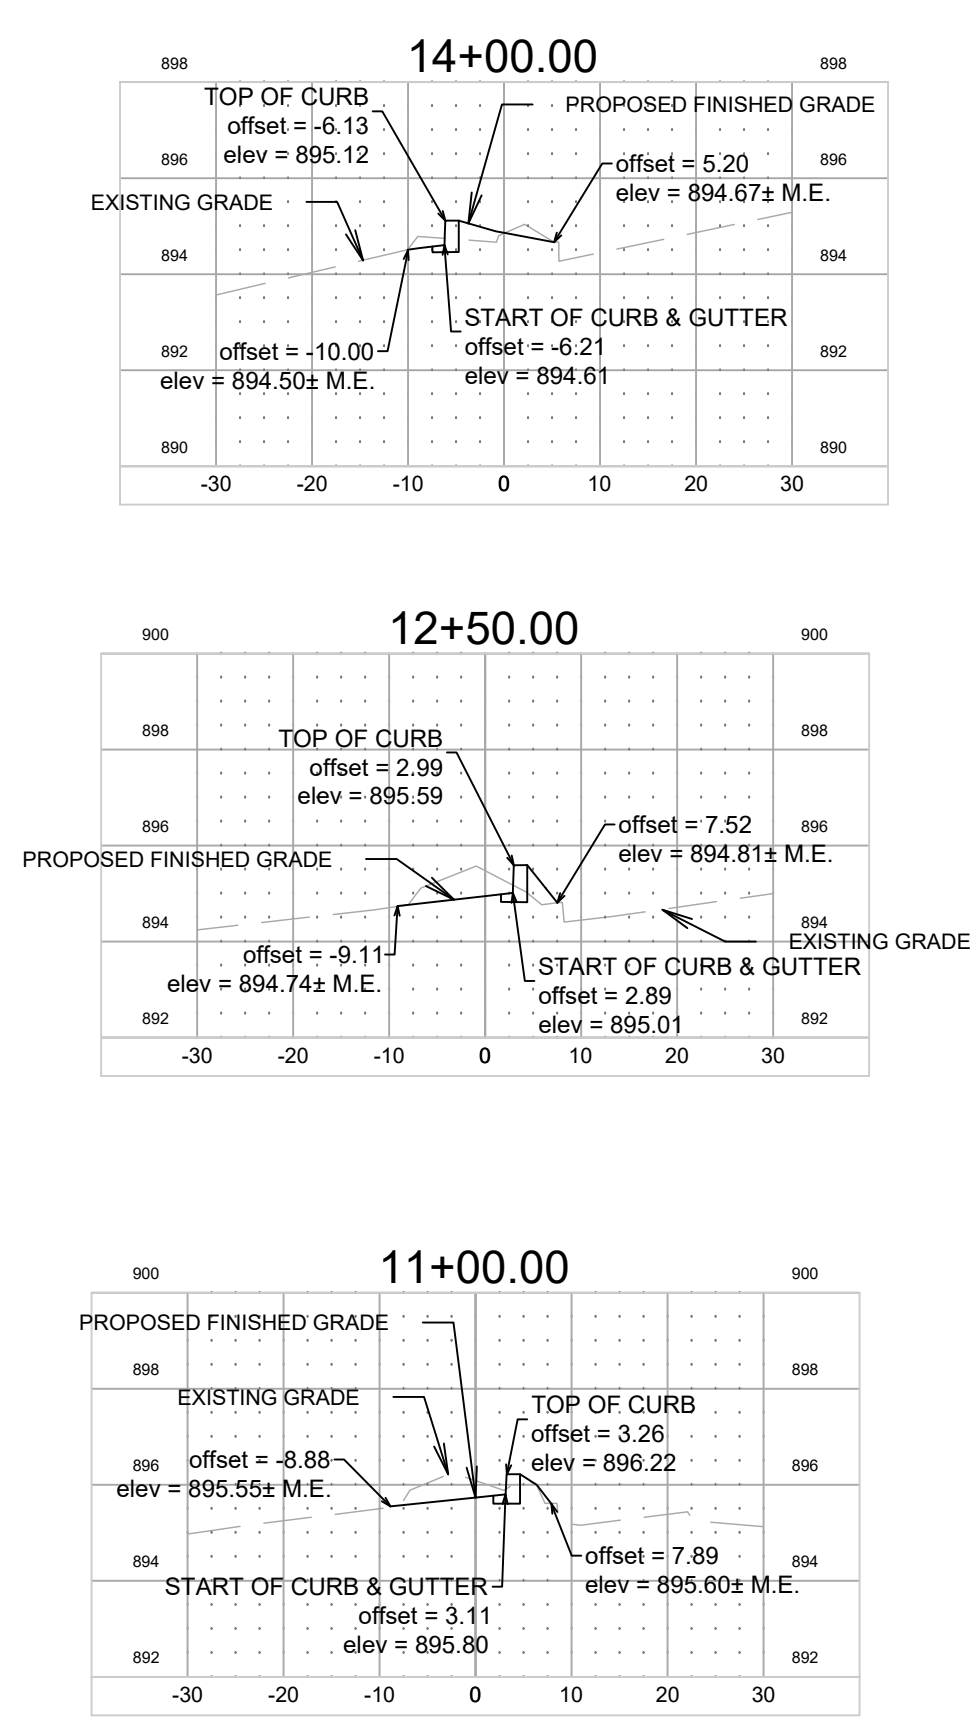 14+00.00
898
898
TOP OF CURB
offset = -6.13
elev = 895.12
PROPOSED FINISHED GRADE
896
896
offset = 5.20
elev = 894.67± M.E.
EXISTING GRADE
894
894
START OF CURB & GUTTER
offset = -6.21
elev = 894.61
892
892
offset = -10.00
elev = 894.50± M.E.
890
890
-30 -20 -10 0 10 20 30
12+50.00
900
900
898
898
TOP OF CURB
offset = 2.99
elev = 895.59
896
896
offset = 7.52
elev = 894.81± M.E.
PROPOSED FINISHED GRADE
894
894
EXISTING GRADE
offset = -9.11
elev = 894.74± M.E.
START OF CURB & GUTTER
offset = 2.89
elev = 895.01
892
892
-30 -20 -10 0 10 20 30
11+00.00
900
900
PROPOSED FINISHED GRADE
898
898
EXISTING GRADE
TOP OF CURB
offset = 3.26
elev = 896.22
896
896
offset = -8.88
elev = 895.55± M.E.
894
894
offset = 7.89
elev = 895.60± M.E.
START OF CURB & GUTTER
offset = 3.11
elev = 895.80
892
892
-30 -20 -10 0 10 20 30